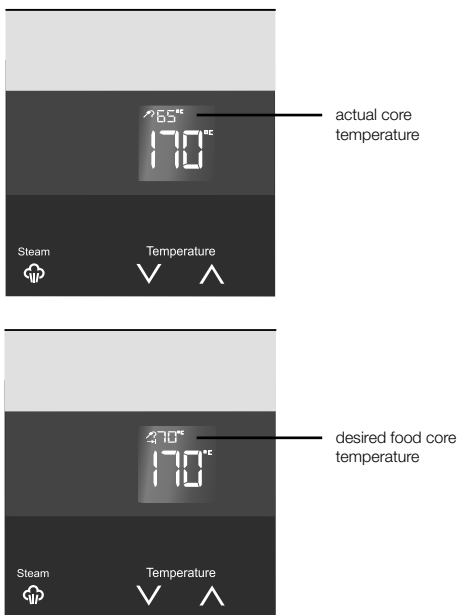 65°C
actual core
temperature
170°C
Steam
Temperature
70°C
desired food core
temperature
170°C
Steam
Temperature